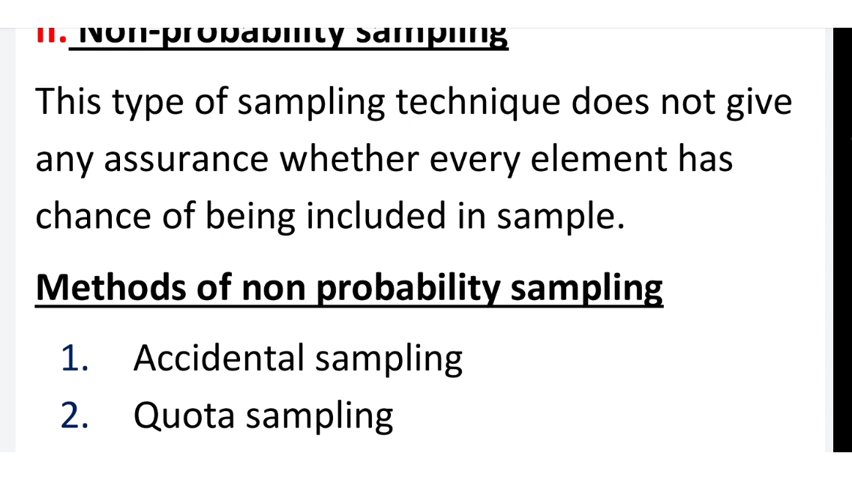 II. Non-probability sampling
This type of sampling technique does not give
any assurance whether every element has
chance of being included in sample.
Methods of non probability sampling
1. Accidental sampling
2. Quota sampling